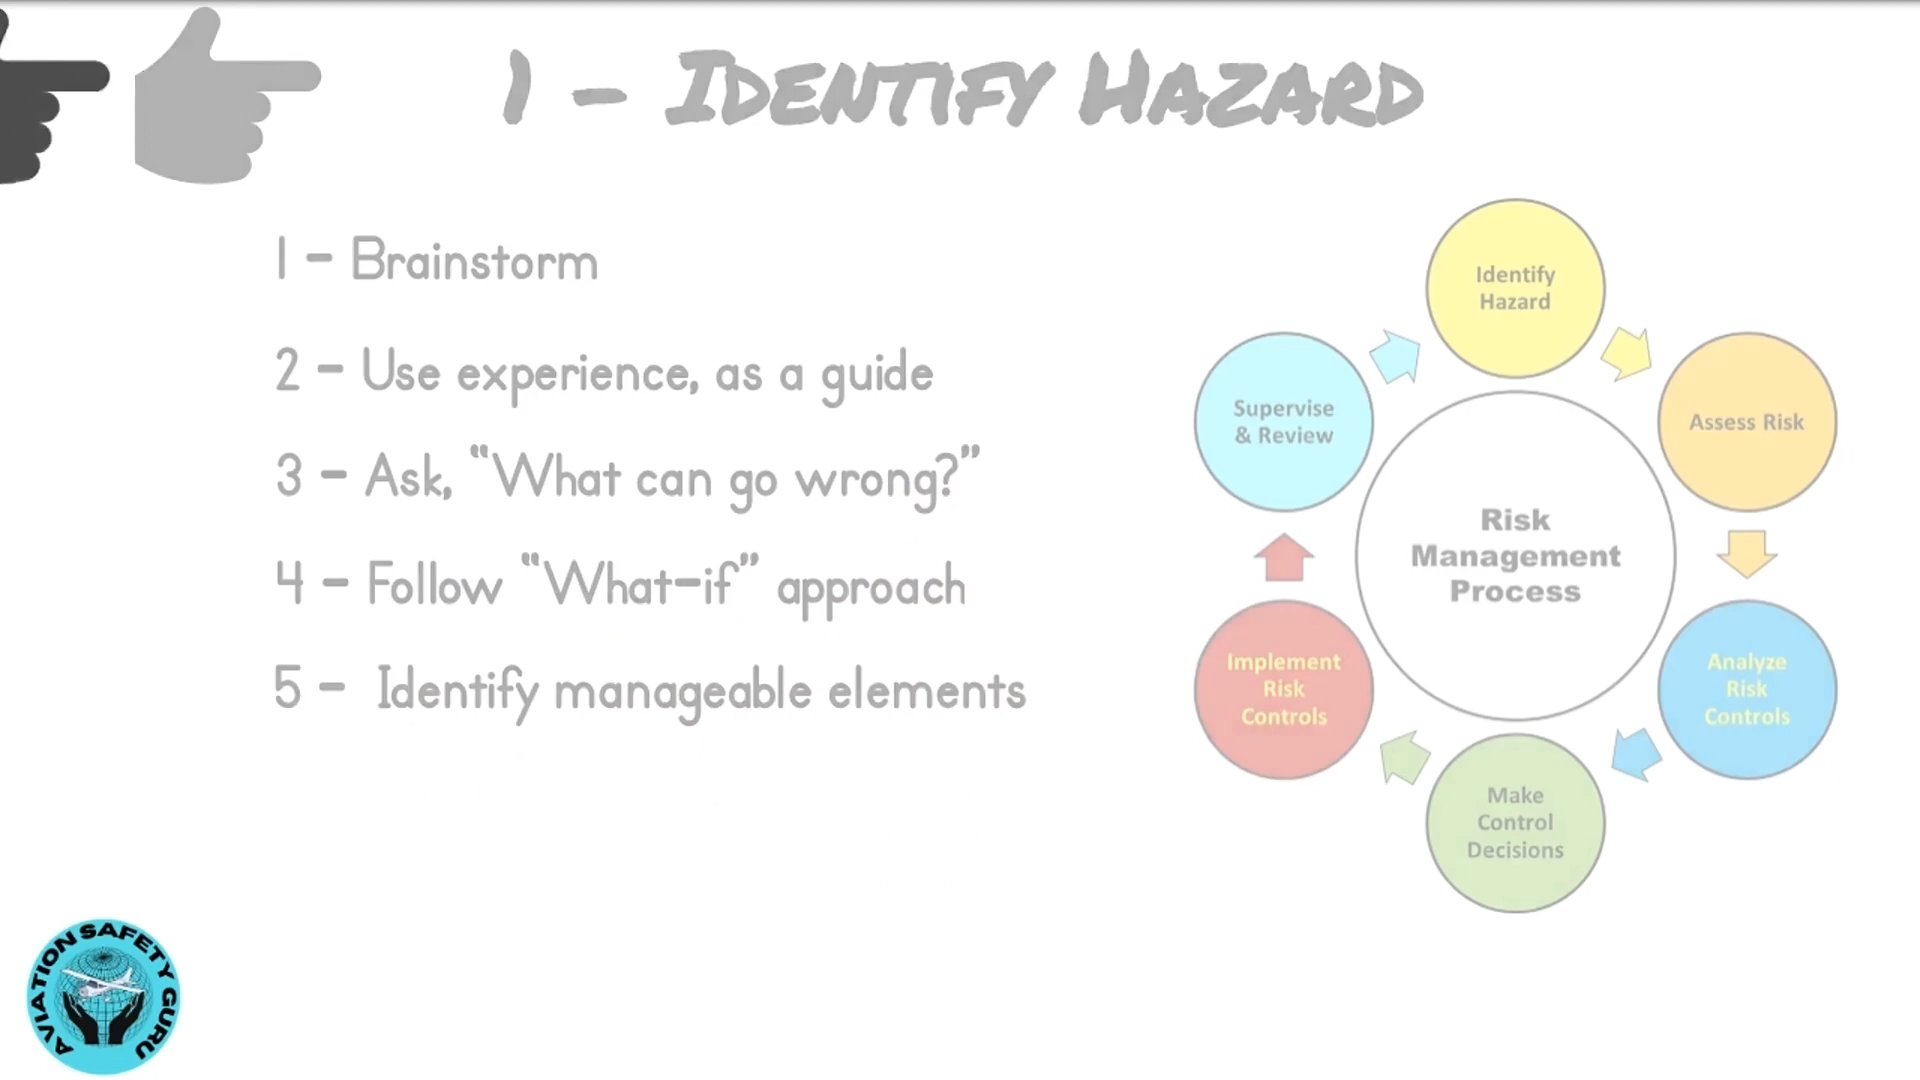 1 - Identify Hazard
1 - Brainstorm
2 - Use experience, as a guide
3 - Ask, “What can go wrong?”
4 - Follow “What-if” approach
5 - Identify manageable elements
Identify
Hazard
Assess Risk
Analyze
Risk
Controls
Make
Control
Decisions
Implement
Risk
Controls
Supervise
& Review
Risk
Management
Process
AVIATION SAFETY GURU